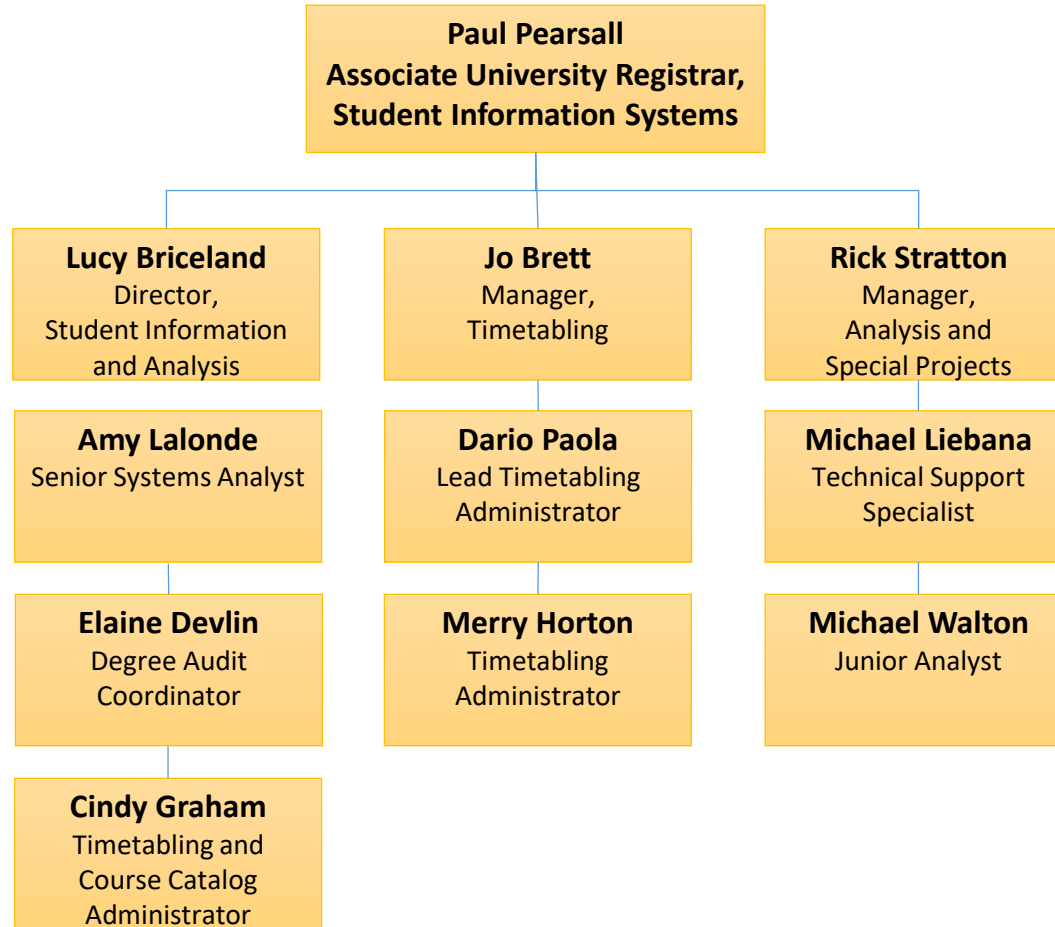 Paul Pearsall
Associate University Registrar,
Student Information Systems
Lucy Briceland
Director,
Student Information
and Analysis
Jo Brett
Manager,
Timetabling
Rick Stratton
Manager,
Analysis and
Special Projects
Amy Lalonde
Senior Systems Analyst
Dario Paola
Lead Timetabling
Administrator
Michael Liebana
Technical Support
Specialist
Elaine Devlin
Degree Audit
Coordinator
Merry Horton
Timetabling
Administrator
Michael Walton
Junior Analyst
Cindy Graham
Timetabling and
Course Catalog
Administrator